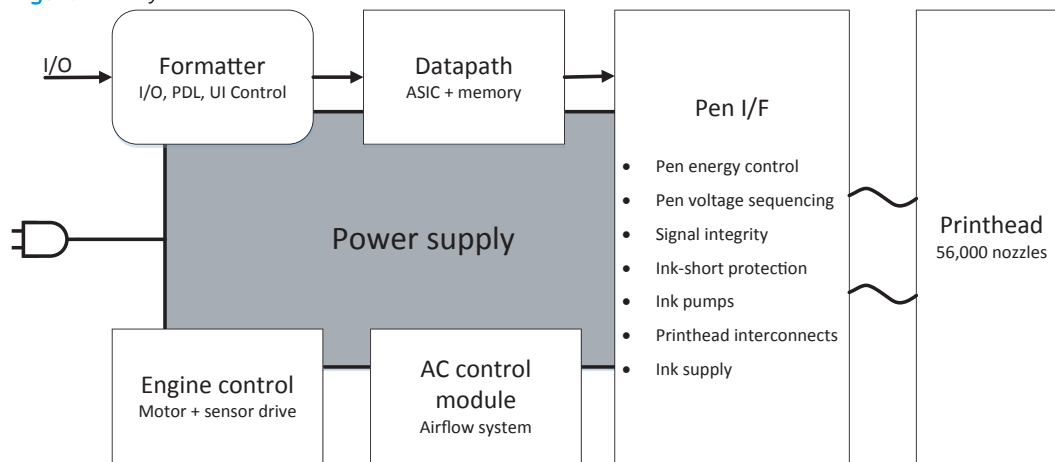 I/O
Formatter
I/O, PDL, UI Control
Datapath
ASIC + memory
Pen I/F
• Pen energy control
• Pen voltage sequencing
• Signal integrity
• Ink-short protection
• Ink pumps
• Printhead interconnects
• Ink supply
Printhead
56,000 nozzles
Power supply
Engine control
Motor + sensor drive
AC control
module
Airflow system